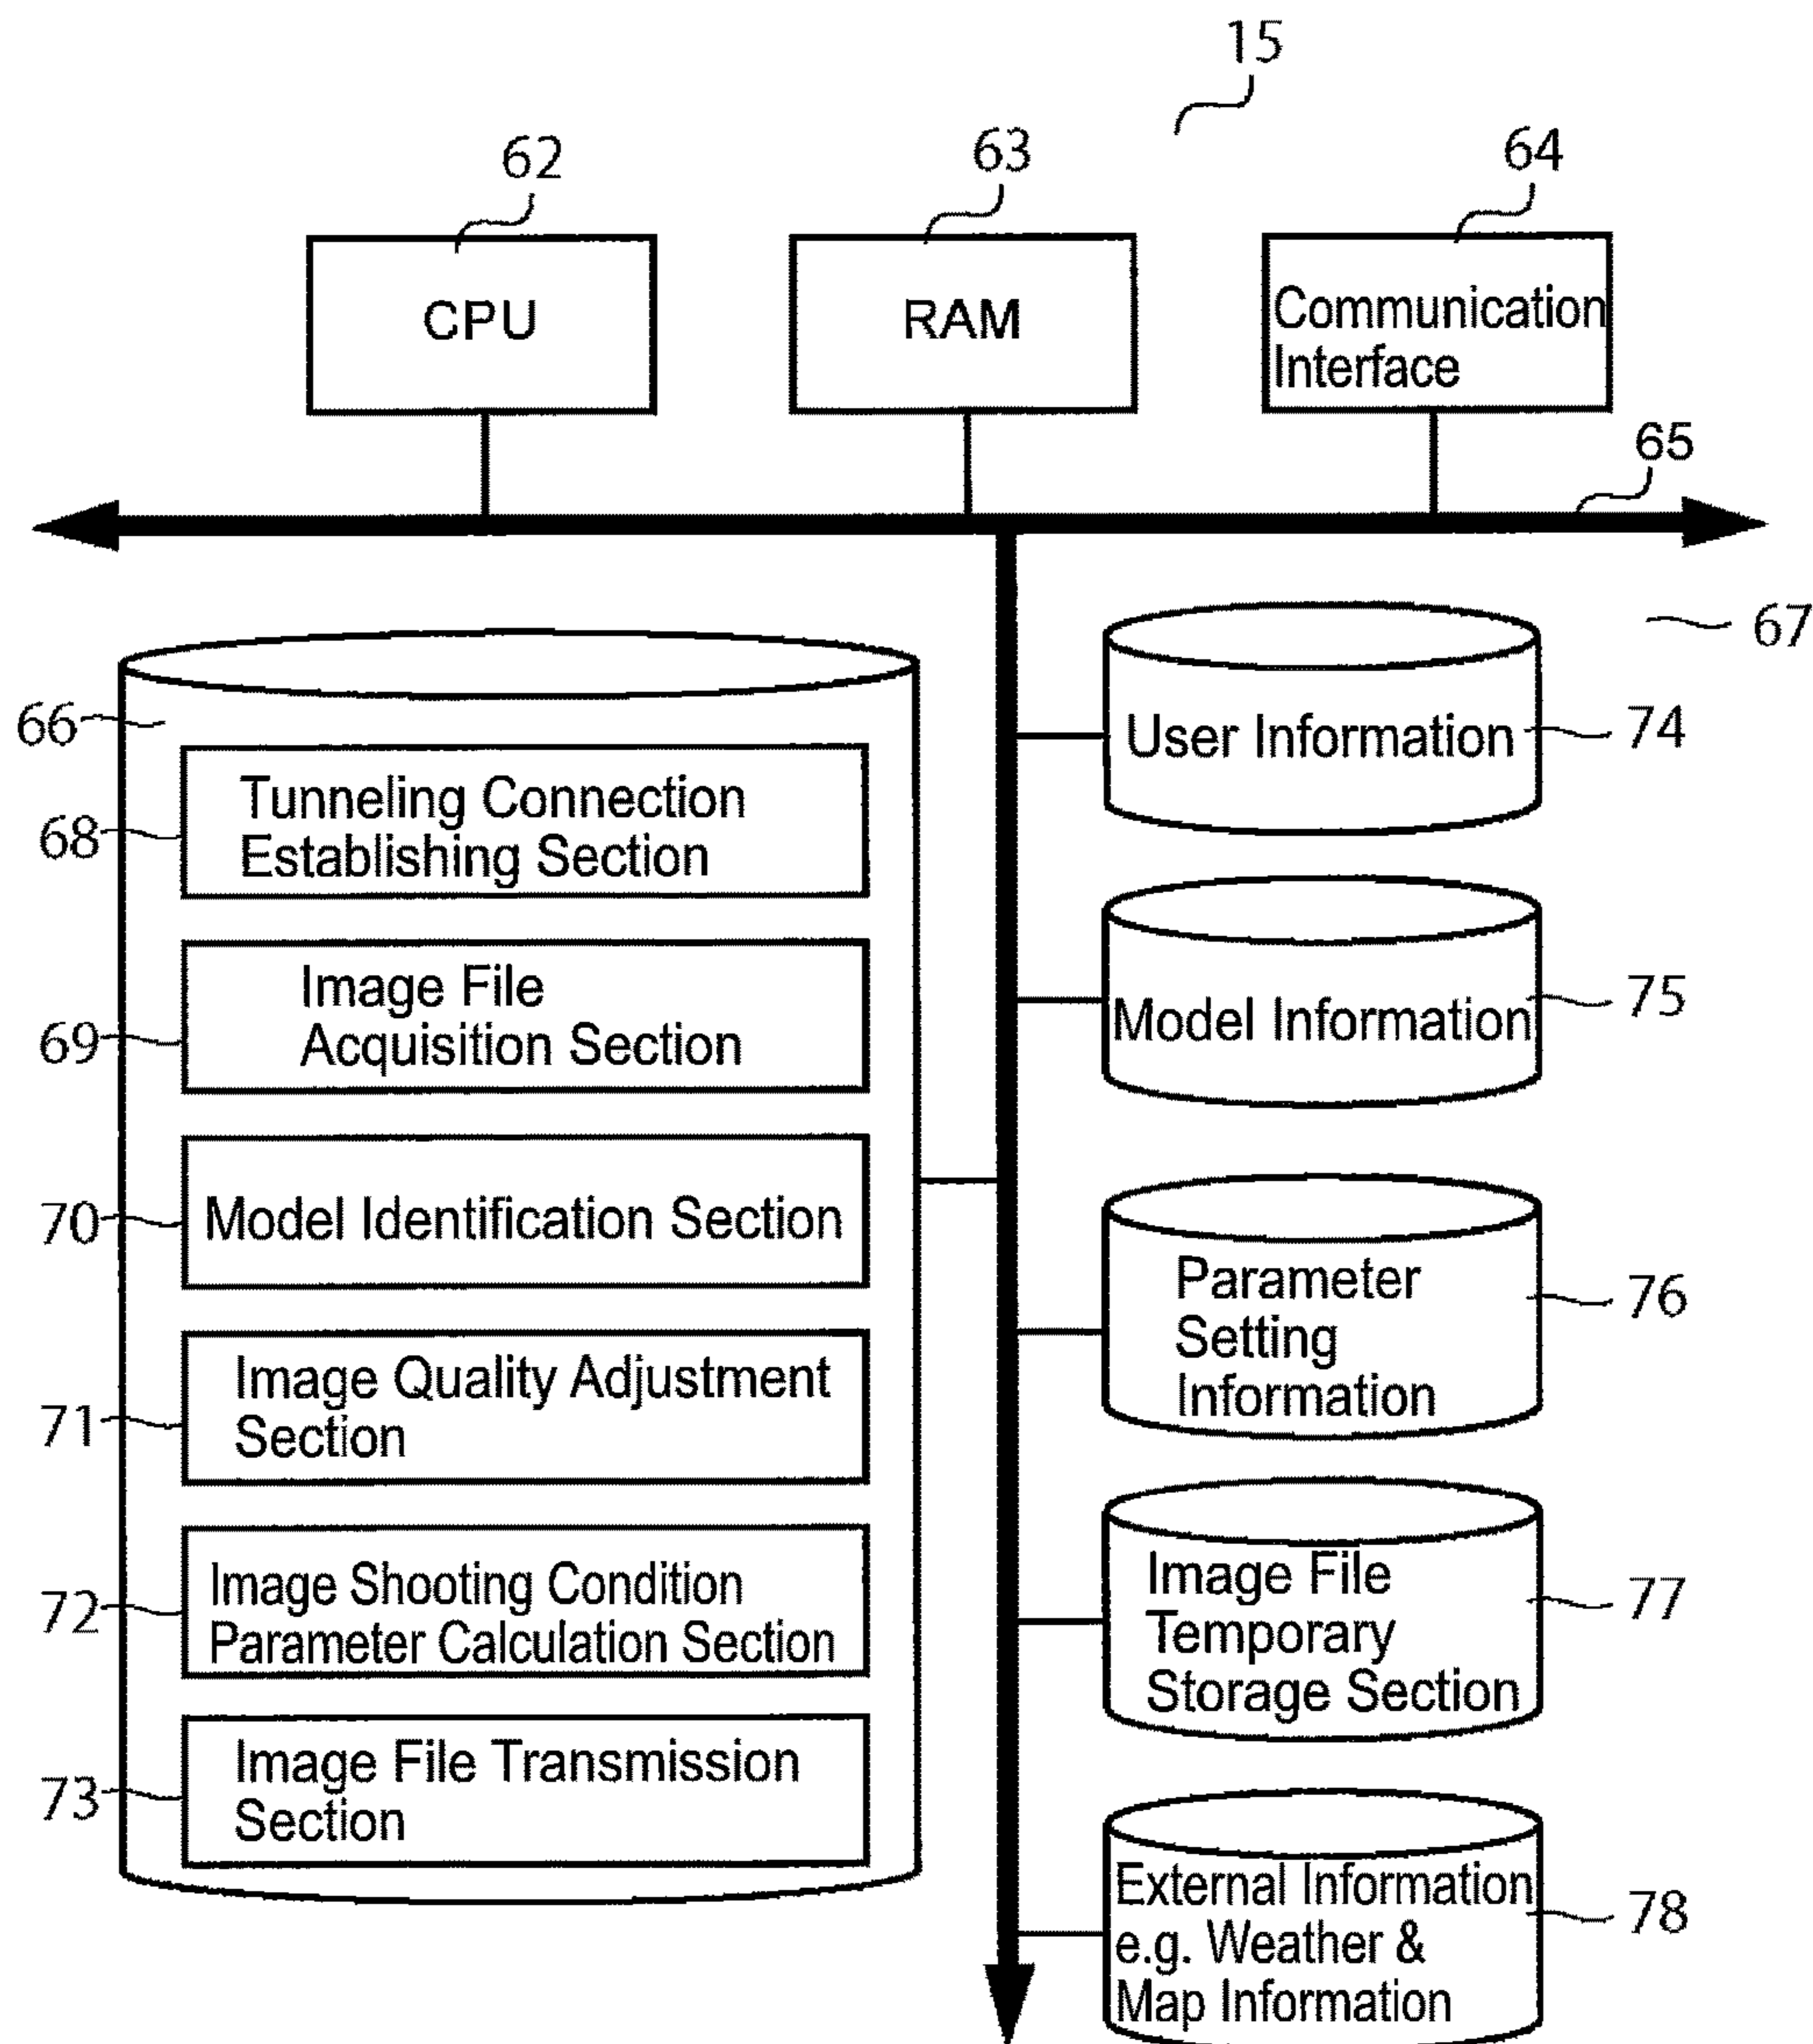 15
62
63
64
CPU
RAM
Communication
Interface
65
67
66
68
Tunneling Connection
Establishing Section
69
Image File
Acquisition Section
70
Model Identification Section
71
Image Quality Adjustment
Section
72
Image Shooting Condition
Parameter Calculation Section
73
Image File Transmission
Section
User Information
74
Model Information
75
Parameter
Setting
Information
76
Image File
Temporary
Storage Section
77
External Information
e.g. Weather &
Map Information
78